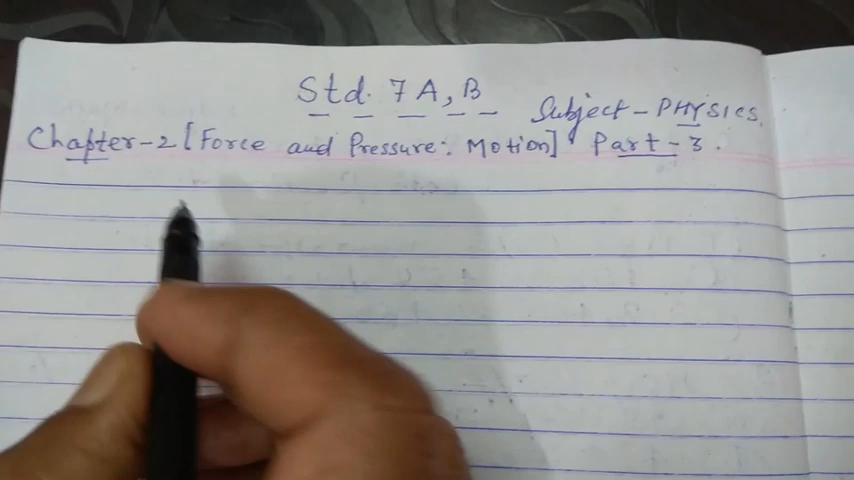 Std. 7 A, B
Subject - PHYSICS.
Chapter-2 [Force and Pressure: Motion] Part-3.